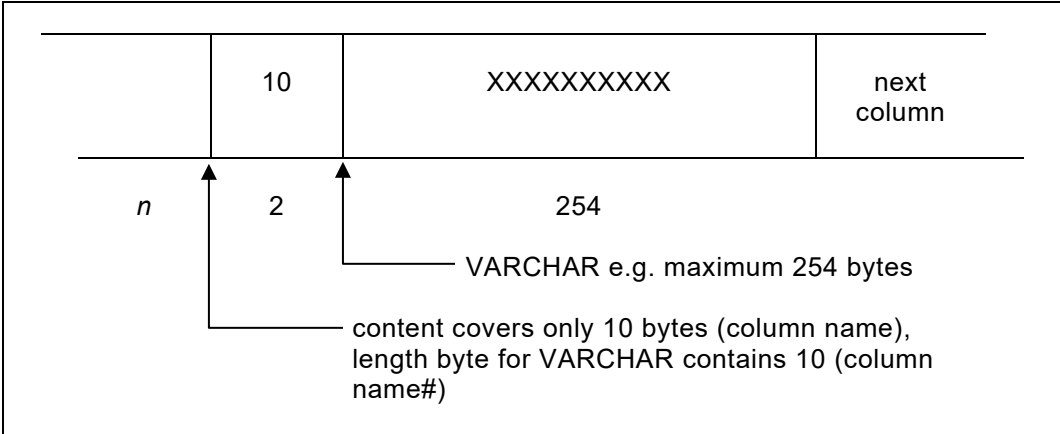 10 XXXXXXXXXX next
column
n 2 254
VARCHAR e.g. maximum 254 bytes
content covers only 10 bytes (column name),
length byte for VARCHAR contains 10 (column
name#)